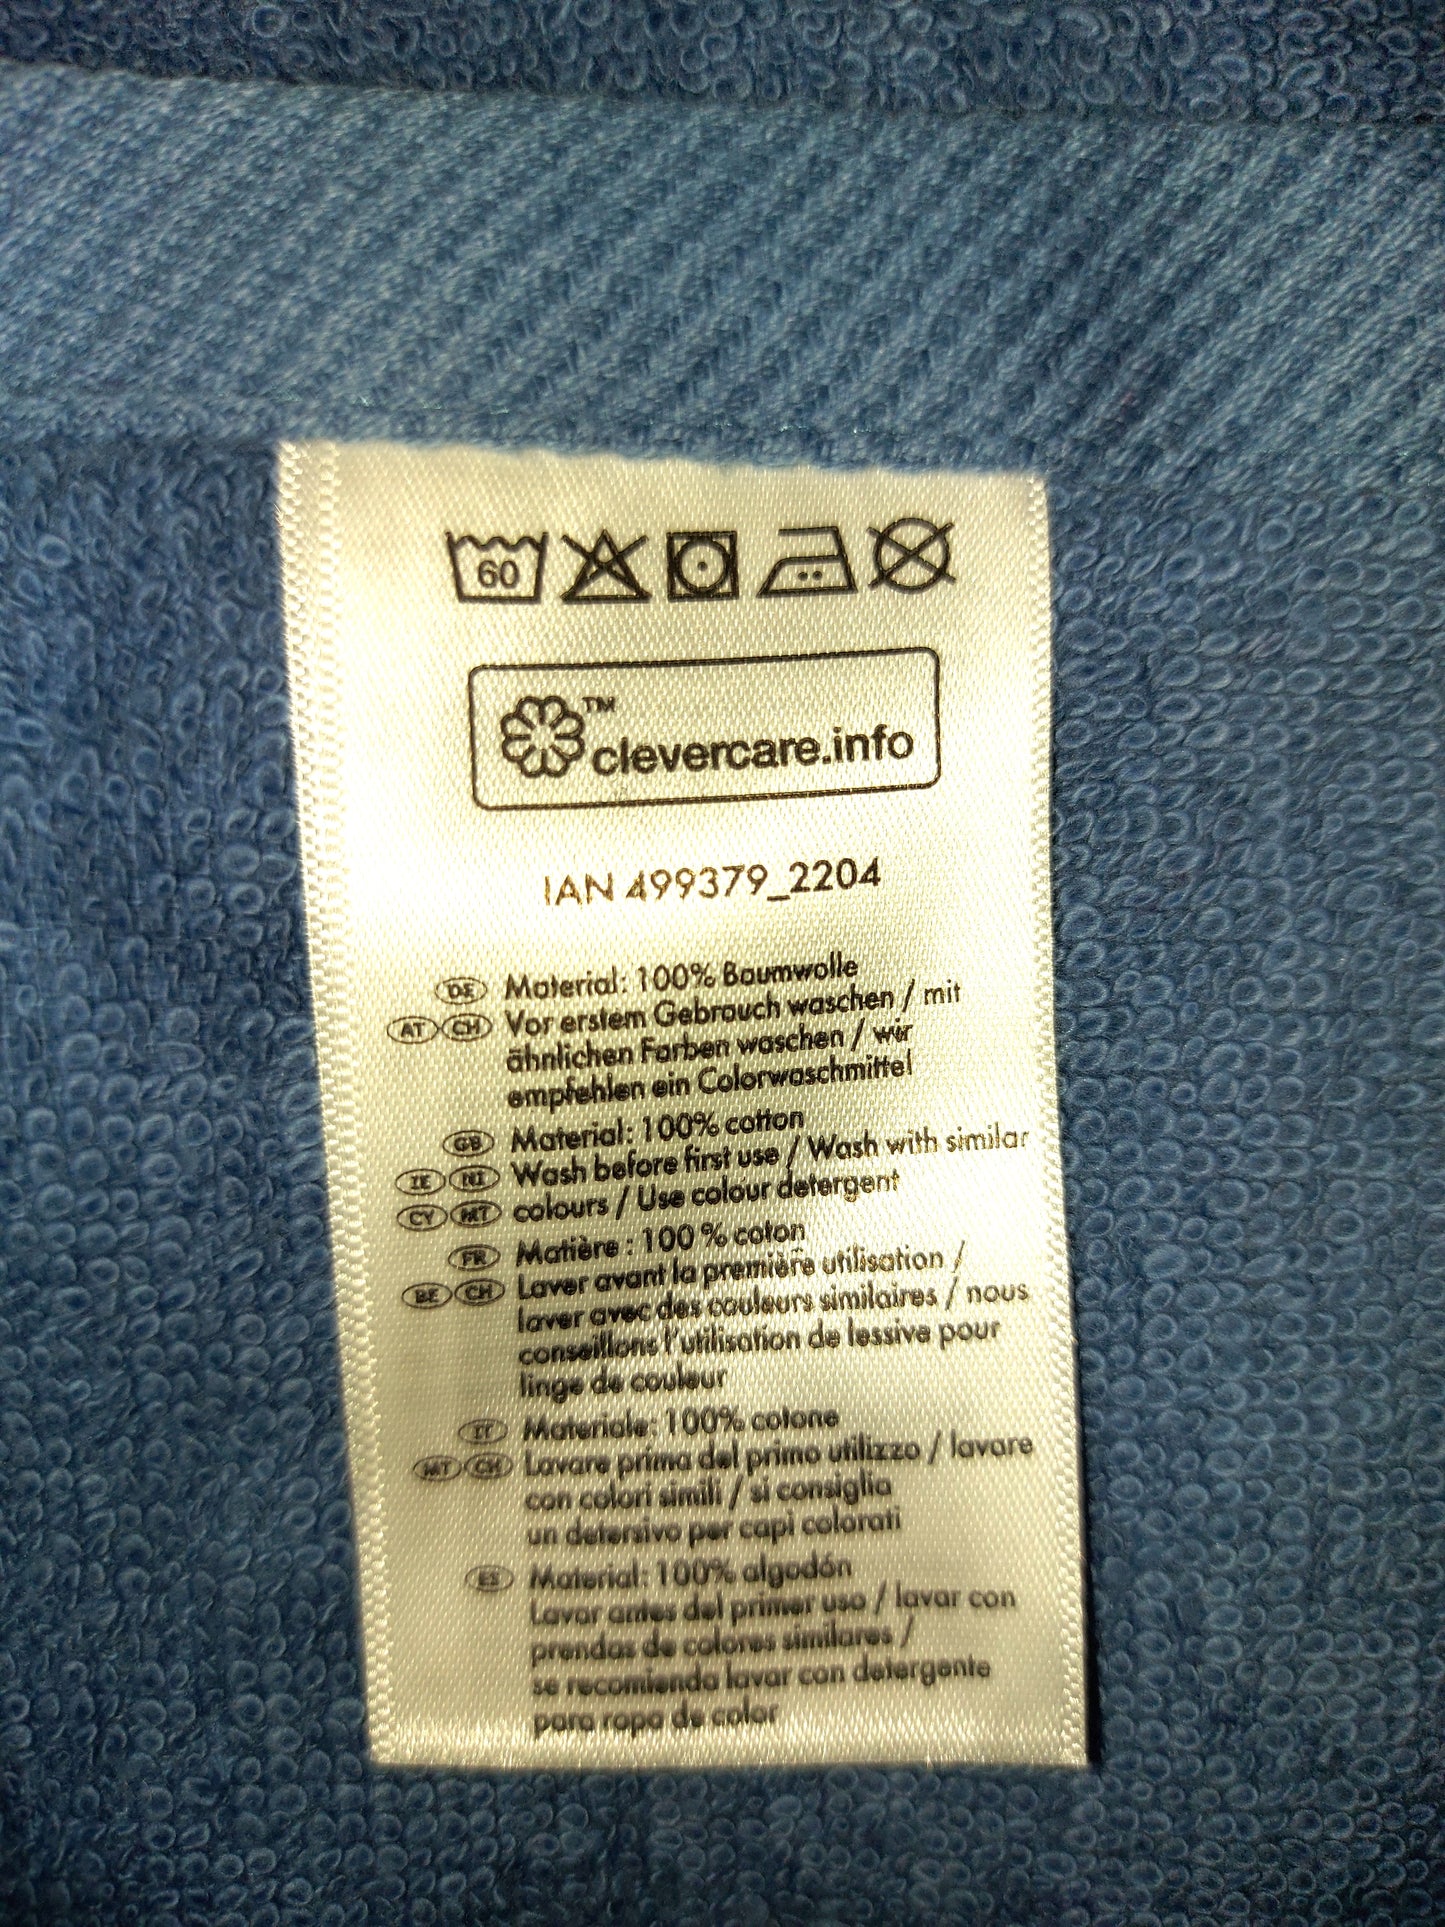 60
™
clevercare.info
IAN 499379_2204
DE Material: 100% Baumwolle
AT CH Vor erstem Gebrauch waschen / mit
ähnlichen Farben waschen / wir
empfehlen ein Colorwaschmittel
GB Material: 100% cotton
IE NI Wash before first use / Wash with similar
CY MT colours / Use colour detergent
FR Matière : 100 % coton
BE CH Laver avant la première utilisation /
laver avec des couleurs similaires / nous
conseillons l'utilisation de lessive pour
linge de couleur
IT Materiale: 100% cotone
MT CH Lavare prima del primo utilizzo / lavare
con colori simili / si consiglia
un detersivo per capi colorati
ES Material: 100% algodón
Lavar antes del primer uso / lavar con
prendas de colores similares /
se recomienda lavar con detergente
para ropa de color